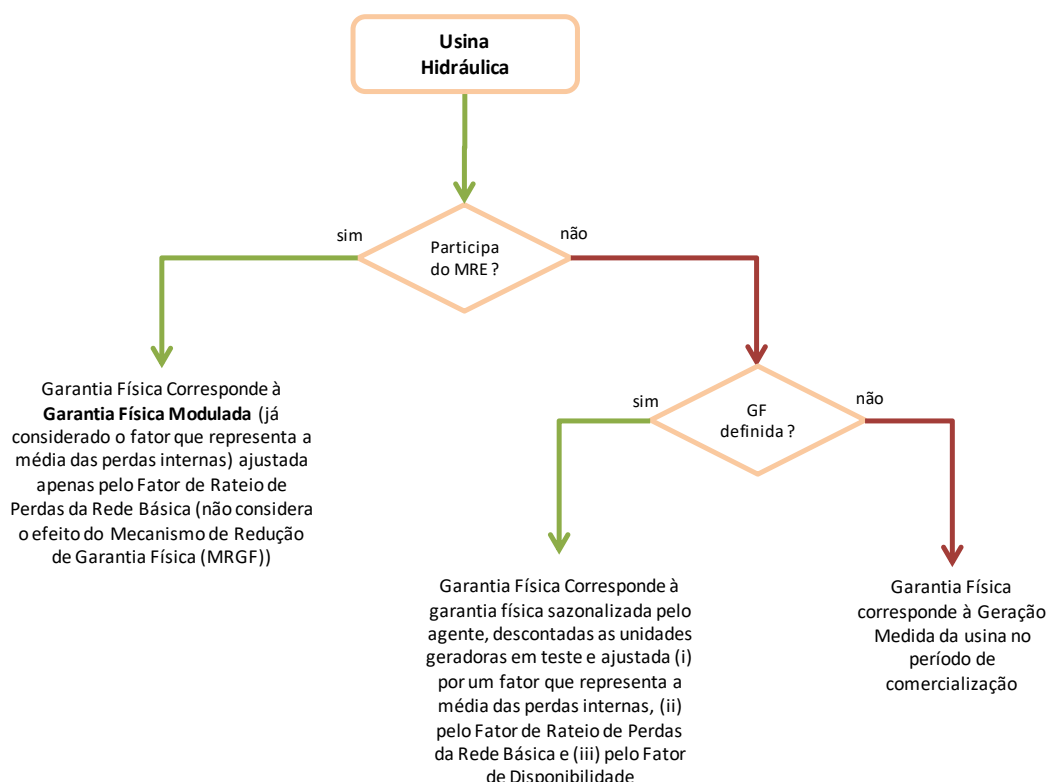 Usina
Hidráulica
sim
não
Participa
do MRE ?
Garantia Física Corresponde à
Garantia Física Modulada (já
considerado o fator que representa a
média das perdas internas) ajustada
apenas pelo Fator de Rateio de
Perdas da Rede Básica (não considera
o efeito do Mecanismo de Redução
de Garantia Física (MRGF))
sim
não
GF
definida ?
Garantia Física Corresponde à
garantia física sazonalizada pelo
agente, descontadas as unidades
geradoras em teste e ajustada (i)
por um fator que representa a
média das perdas internas, (ii)
pelo Fator de Rateio de Perdas
da Rede Básica e (iii) pelo Fator
de Disponibilidade
Garantia Física
corresponde à Geração
Medida da usina no
período de
comercialização